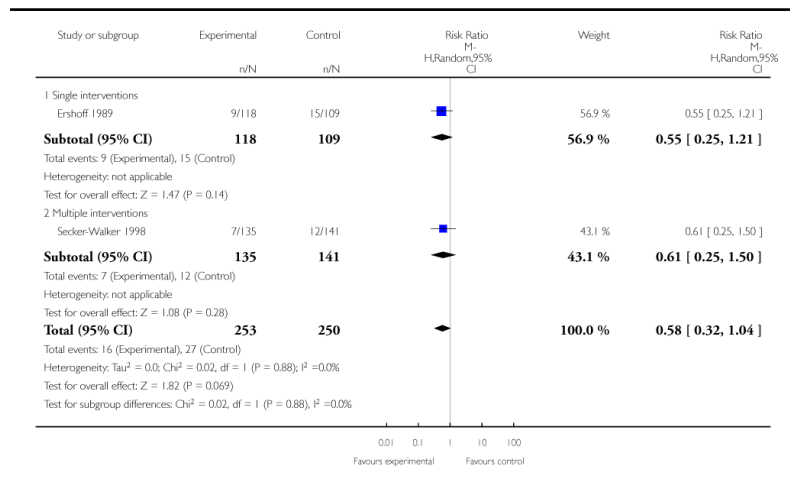 Study or subgroup Experimental Control Risk Ratio Weight Risk Ratio
M- M-
H,Random,95% H,Random,95%
n/N n/N CI CI
1 Single interventions
Ershoff 1989 9/118 15/109 56.9 % 0.55 [ 0.25, 1.21 ]
Subtotal (95% CI) 118 109 56.9 % 0.55 [ 0.25, 1.21 ]
Total events: 9 (Experimental), 15 (Control)
Heterogeneity: not applicable
Test for overall effect: Z = 1.47 (P = 0.14)
2 Multiple interventions
Secker-Walker 1998 7/135 12/141 43.1 % 0.61 [ 0.25, 1.50 ]
Subtotal (95% CI) 135 141 43.1 % 0.61 [ 0.25, 1.50 ]
Total events: 7 (Experimental), 12 (Control)
Heterogeneity: not applicable
Test for overall effect: Z = 1.08 (P = 0.28)
Total (95% CI) 253 250 100.0 % 0.58 [ 0.32, 1.04 ]
Total events: 16 (Experimental), 27 (Control)
Heterogeneity: Tau² = 0.0; Chi² = 0.02, df = 1 (P = 0.88); I² =0.0%
Test for overall effect: Z = 1.82 (P = 0.069)
Test for subgroup differences: Chi² = 0.02, df = 1 (P = 0.88), I² =0.0%
0.01 0.1 1 10 100
Favours experimental Favours control